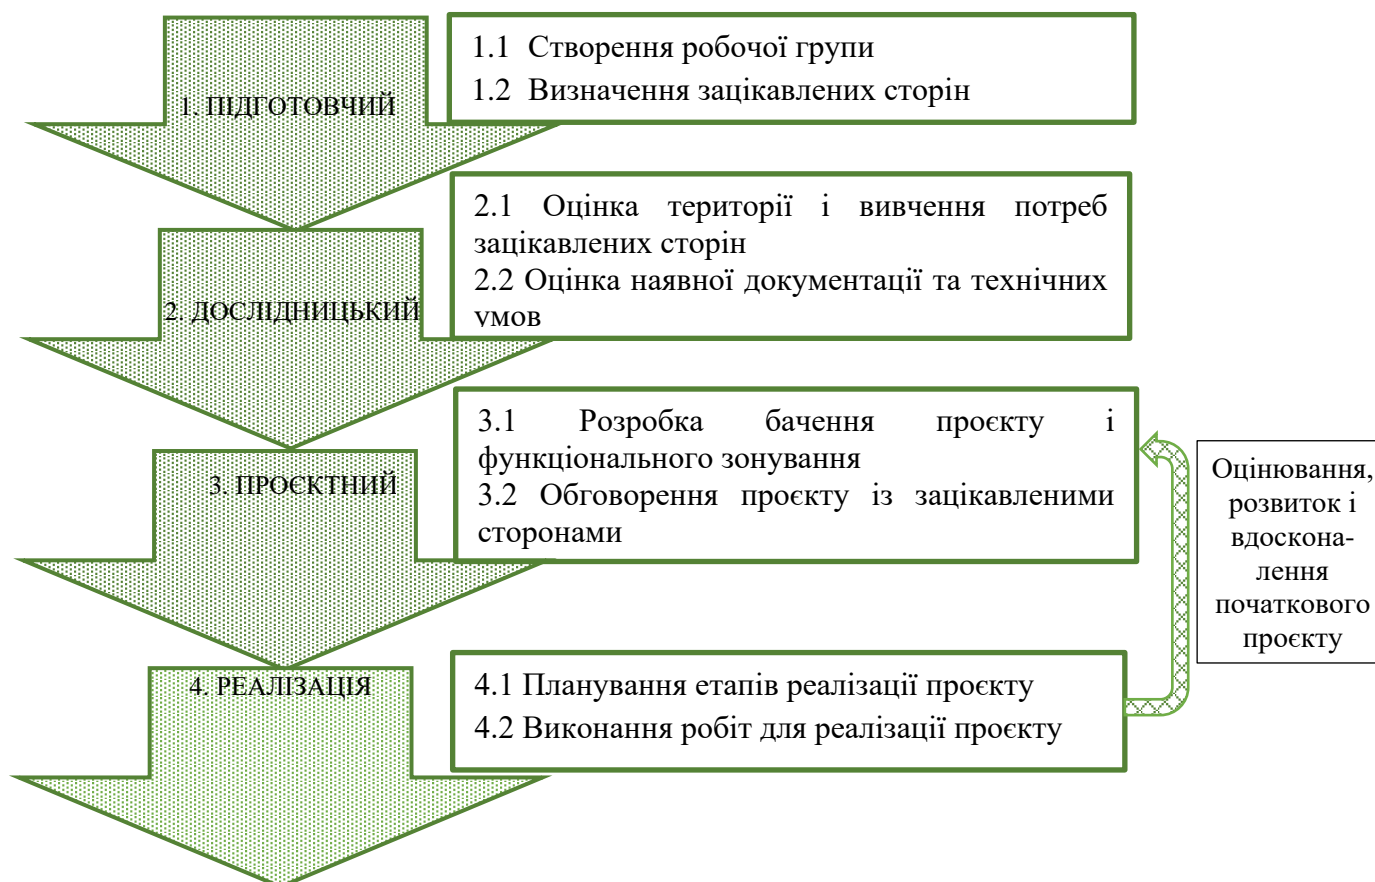 1. ПІДГОТОВЧИЙ
1.1 Створення робочої групи
1.2 Визначення зацікавлених сторін
2. ДОСЛІДНИЦЬКИЙ
2.1 Оцінка території і вивчення потреб
зацікавлених сторін
2.2 Оцінка наявної документації та технічних
умов
3. ПРОЄКТНИЙ
3.1 Розробка бачення проєкту і
функціонального зонування
3.2 Обговорення проєкту із зацікавленими
сторонами
Оцінювання,
розвиток і
вдоскона-
лення
початкового
проєкту
4. РЕАЛІЗАЦІЯ
4.1 Планування етапів реалізації проєкту
4.2 Виконання робіт для реалізації проєкту